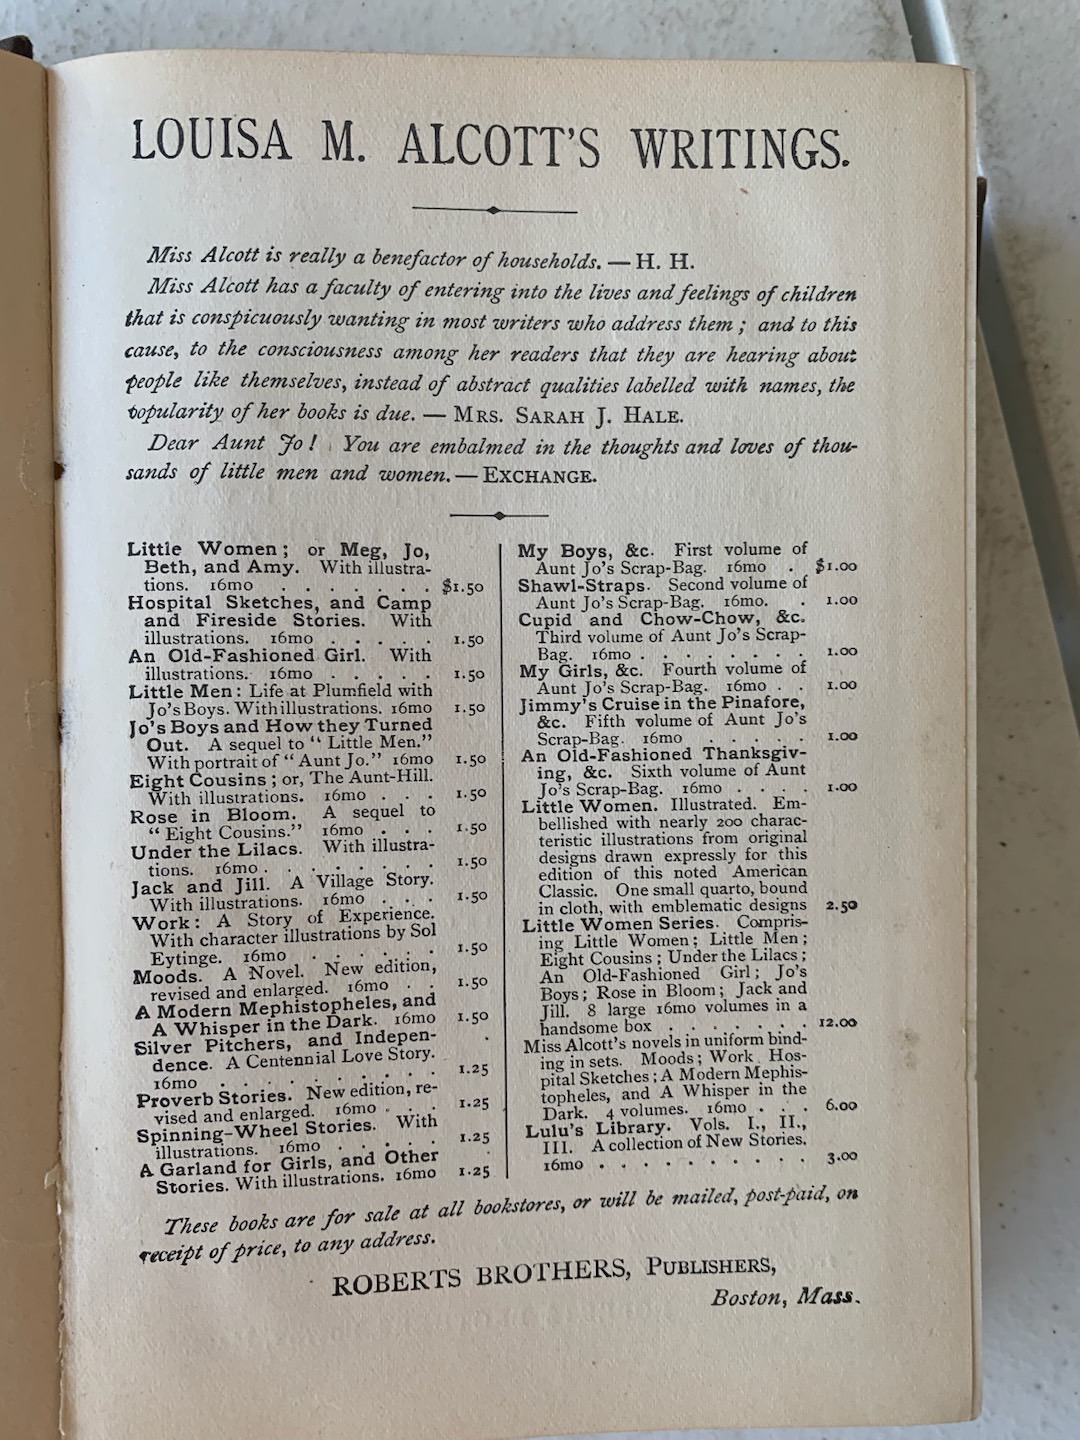 LOUISA M. ALCOTT'S WRITINGS.
Miss Alcott is really a benefactor of households. — H. H.
Miss Alcott has a faculty of entering into the lives and feelings of children
that is conspicuously wanting in most writers who address them ; and to this
cause, to the consciousness among her readers that they are hearing about
people like themselves, instead of abstract qualities labelled with names, the
popularity of her books is due. — MRS. SARAH J. HALE.
Dear Aunt Jo ! You are embalmed in the thoughts and loves of thou-
sands of little men and women. — EXCHANGE.
Little Women ; or Meg, Jo,
Beth, and Amy. With illustra-
tions. 16mo . . . . . . . $1.50
Hospital Sketches, and Camp
and Fireside Stories. With
illustrations. 16mo . . . . . 1.50
An Old-Fashioned Girl. With
illustrations. 16mo . . . . . 1.50
Little Men : Life at Plumfield with
Jo's Boys. With illustrations. 16mo 1.50
Jo's Boys and How they Turned
Out. A sequel to " Little Men."
With portrait of " Aunt Jo." 16mo 1.50
Eight Cousins ; or, The Aunt-Hill.
With illustrations. 16mo . . . 1.50
Rose in Bloom. A sequel to
" Eight Cousins." 16mo . . . 1.50
Under the Lilacs. With illustra-
tions. 16mo . . . . . . . 1.50
Jack and Jill. A Village Story.
With illustrations. 16mo . . . 1.50
Work : A Story of Experience.
With character illustrations by Sol
Eytinge. 16mo . . . . . . 1.50
Moods. A Novel. New edition,
revised and enlarged. 16mo . . 1.50
A Modern Mephistopheles, and
A Whisper in the Dark. 16mo 1.50
Silver Pitchers, and Indepen-
dence. A Centennial Love Story.
16mo . . . . . . . . . 1.25
Proverb Stories. New edition, re-
vised and enlarged. 16mo . . . 1.25
Spinning-Wheel Stories. With
illustrations. 16mo . . . . . 1.25
A Garland for Girls, and Other
Stories. With illustrations. 16mo 1.25
My Boys, &c. First volume of
Aunt Jo's Scrap-Bag. 16mo . $1.00
Shawl-Straps. Second volume of
Aunt Jo's Scrap-Bag. 16mo. . 1.00
Cupid and Chow-Chow, &c.
Third volume of Aunt Jo's Scrap-
Bag. 16mo . . . . . . . . 1.00
My Girls, &c. Fourth volume of
Aunt Jo's Scrap-Bag. 16mo . . 1.00
Jimmy's Cruise in the Pinafore,
&c. Fifth volume of Aunt Jo's
Scrap-Bag. 16mo . . . . . 1.00
An Old-Fashioned Thanksgiv-
ing, &c. Sixth volume of Aunt
Jo's Scrap-Bag. 16mo . . . . 1.00
Little Women. Illustrated. Em-
bellished with nearly 200 charac-
teristic illustrations from original
designs drawn expressly for this
edition of this noted American
Classic. One small quarto, bound
in cloth, with emblematic designs 2.50
Little Women Series. Compris-
ing Little Women ; Little Men ;
Eight Cousins ; Under the Lilacs ;
An Old-Fashioned Girl ; Jo's
Boys ; Rose in Bloom ; Jack and
Jill. 8 large 16mo volumes in a
handsome box . . . . . . . 12.00
Miss Alcott's novels in uniform bind-
ing in sets. Moods ; Work Hos-
pital Sketches ; A Modern Mephis-
topheles, and A Whisper in the
Dark. 4 volumes. 16mo . . . 6.00
Lulu's Library. Vols. I., II.,
III. A collection of New Stories.
16mo . . . . . . . . . . 3.00
These books are for sale at all bookstores, or will be mailed, post-paid, on
receipt of price, to any address.
ROBERTS BROTHERS, PUBLISHERS,
Boston, Mass.